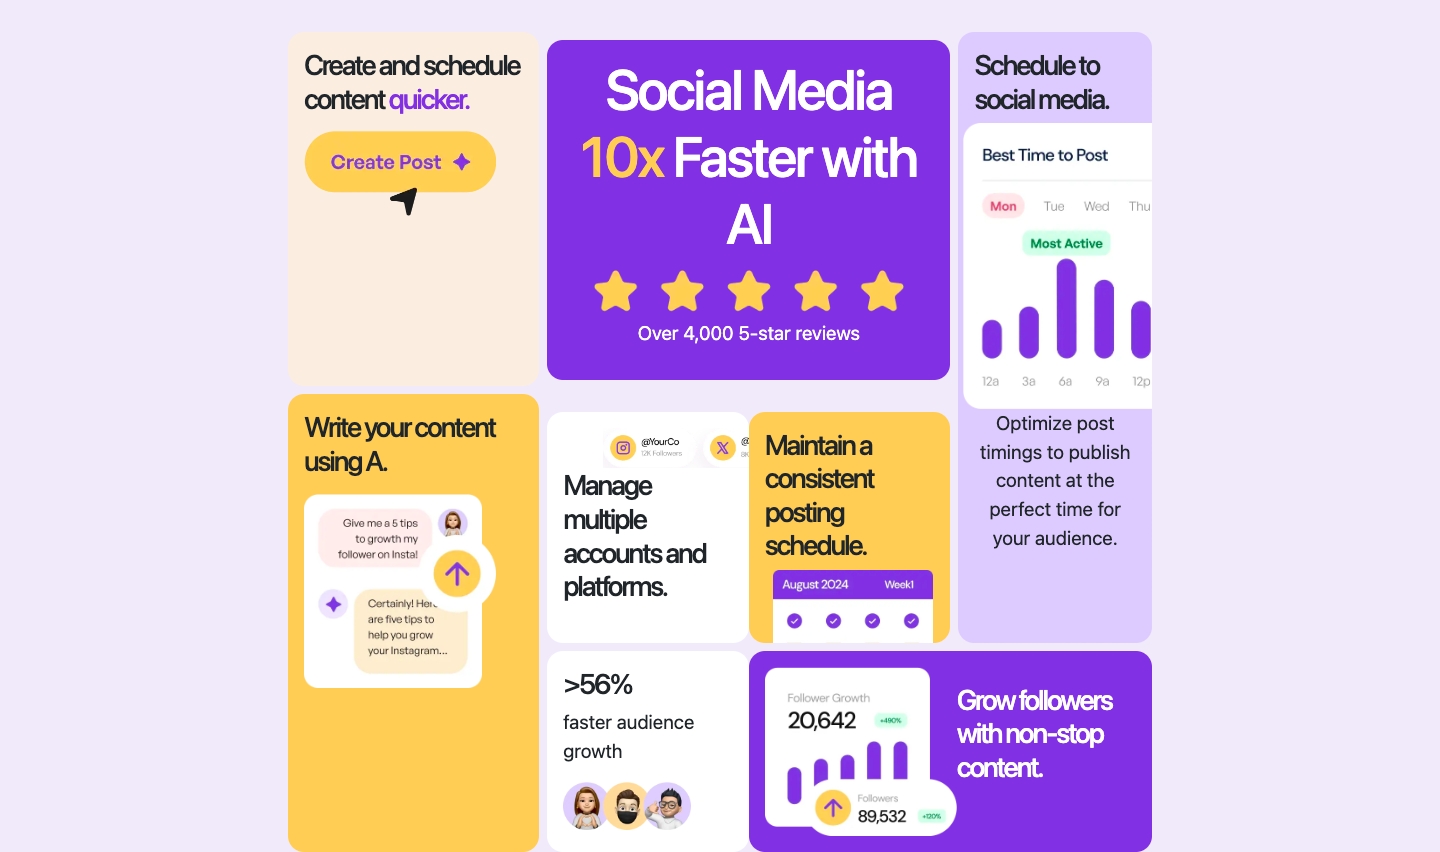 Create and schedule
content quicker.
Create Post
Social Media
10x Faster with
AI
Over 4,000 5-star reviews
Schedule to
social media.
Best Time to Post
Mon Tue Wed Thu
Most Active
12a 3a 6a 9a 12p
Optimize post
timings to publish
content at the
perfect time for
your audience.
Write your content
using A.
Give me a 5 tips
to growth my
follower on Insta!
Certainly! Here
are five tips to
help you grow
your Instagram...
@YourCo
12K Followers
@
Manage
multiple
accounts and
platforms.
Maintain a
consistent
posting
schedule.
August 2024 Week1
>56%
faster audience
growth
Follower Growth
20,642 +490%
Followers
89,532 +120%
Grow followers
with non-stop
content.